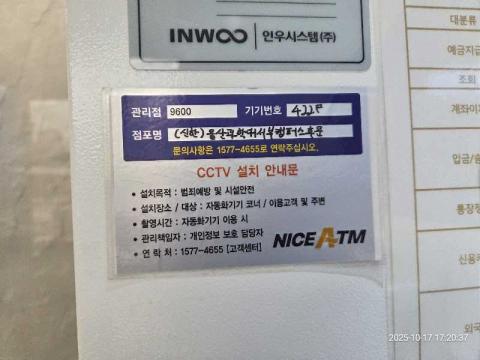 INWOO 인우시스템(주)
관리점 9600 기기번호 422F
점포명 (신한)울산과학대서부캠퍼스후문
문의사항은 1577-4655로 연락주십시오.
CCTV 설치 안내문
• 설치목적 : 범죄예방 및 시설안전
• 설치장소 / 대상 : 자동화기기 코너 / 이용고객 및 주변
• 촬영시간 : 자동화기기 이용 시
• 관리책임자 : 개인정보 보호 담당자
• 연 락 처 : 1577-4655 [고객센터]
NICE ATM
대분류
예금지급
조회
계좌이
입금/
통장정
신용카
외국
2025-10-17 17:20:37